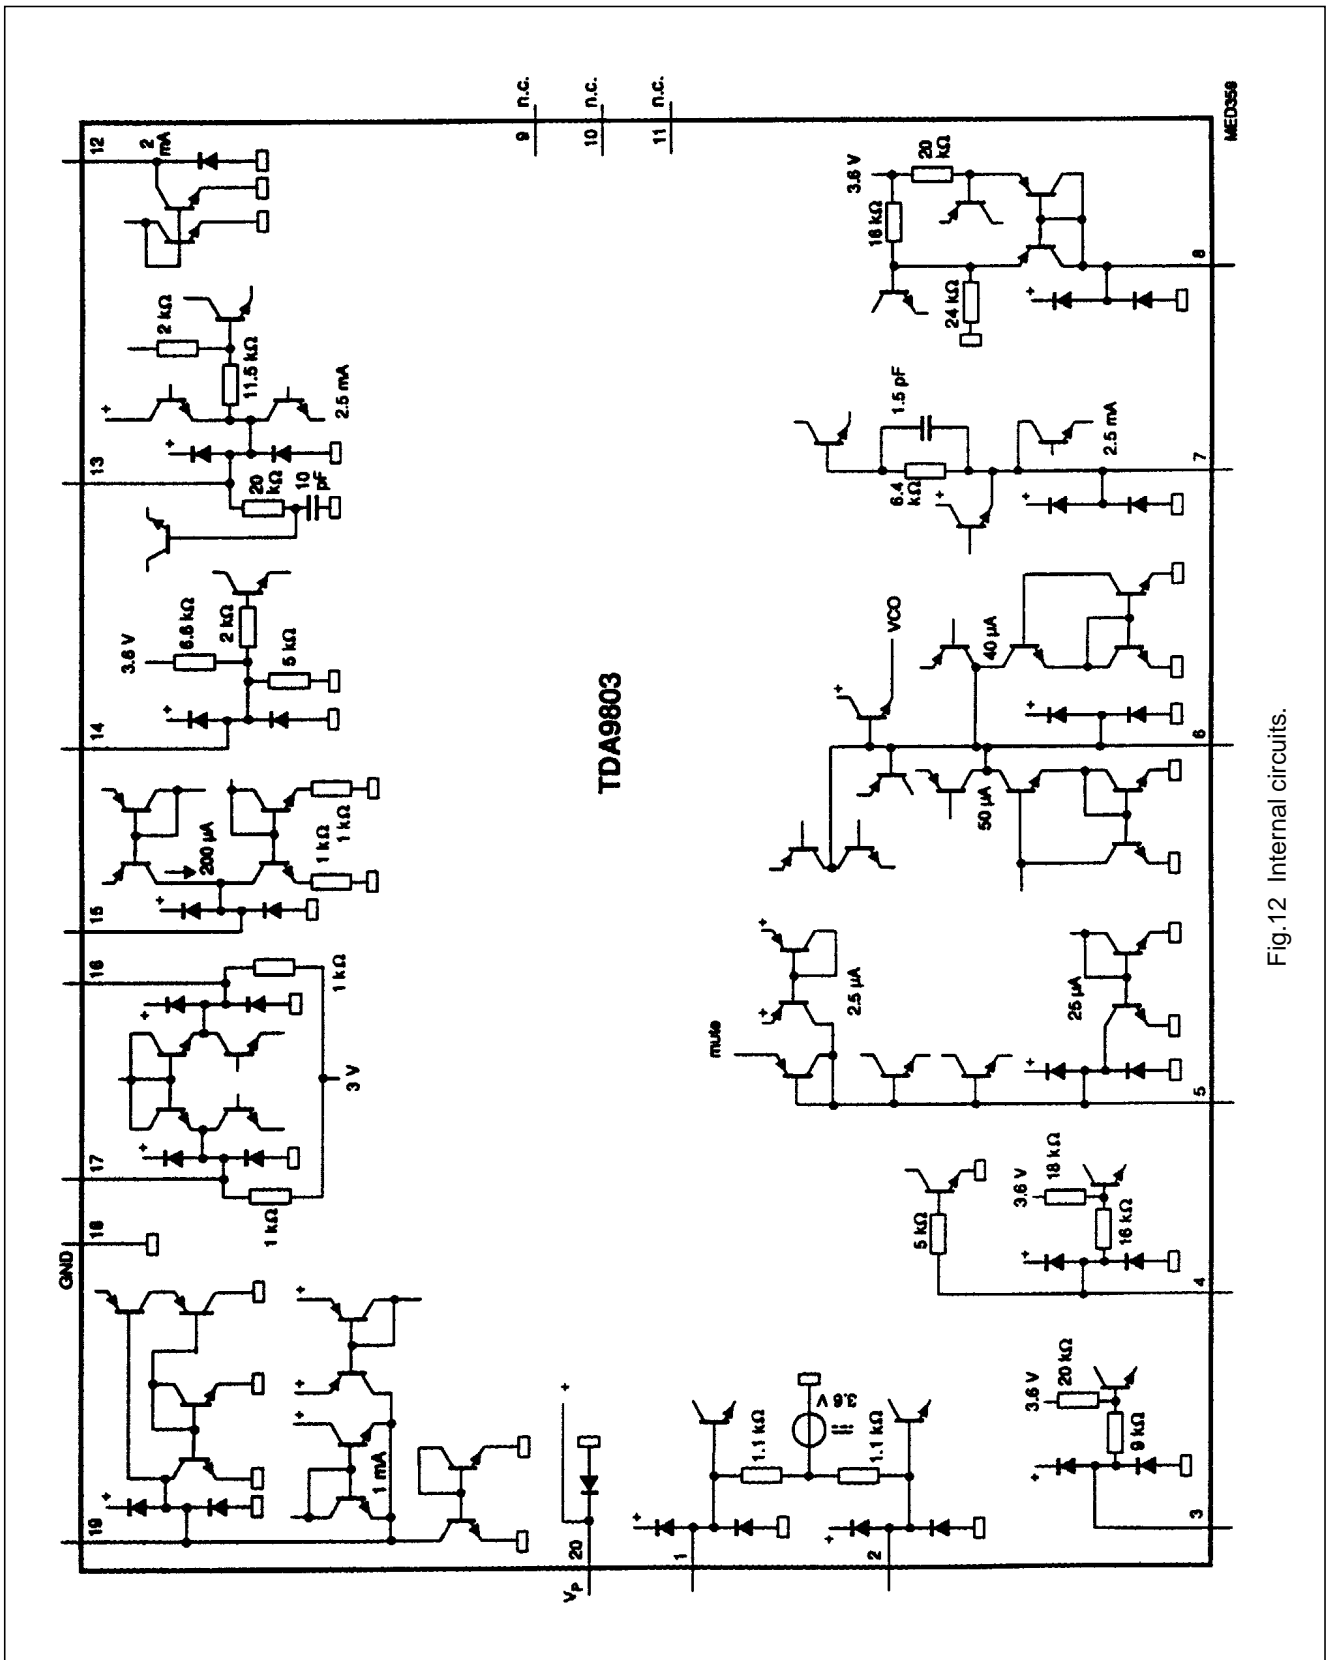 19
GND
18
17
16
15
14
13
12
+
+
+
+
+
+
+
+
1 mA
1 kΩ
3 V
1 kΩ
200 μA
1 kΩ
1 kΩ
3.6 V
6.6 kΩ
2 kΩ
5 kΩ
20 kΩ
10 pF
11.5 kΩ
2 kΩ
2.5 mA
2 mA
VP
20
+
9 n.c.
10 n.c.
11 n.c.
TDA9803
1
2
+
+
1.1 kΩ
1.1 kΩ
3.6 V
20 kΩ
9 kΩ
+
5 kΩ
3.6 V
18 kΩ
16 kΩ
+
mute
+
+
2.5 μA
25 μA
+
+
VCO
50 μA
40 μA
+
+
6.4 kΩ
1.5 pF
2.5 mA
+
3.6 V
16 kΩ
20 kΩ
24 kΩ
+
3
4
5
6
7
8
MED359
Fig.12 Internal circuits.